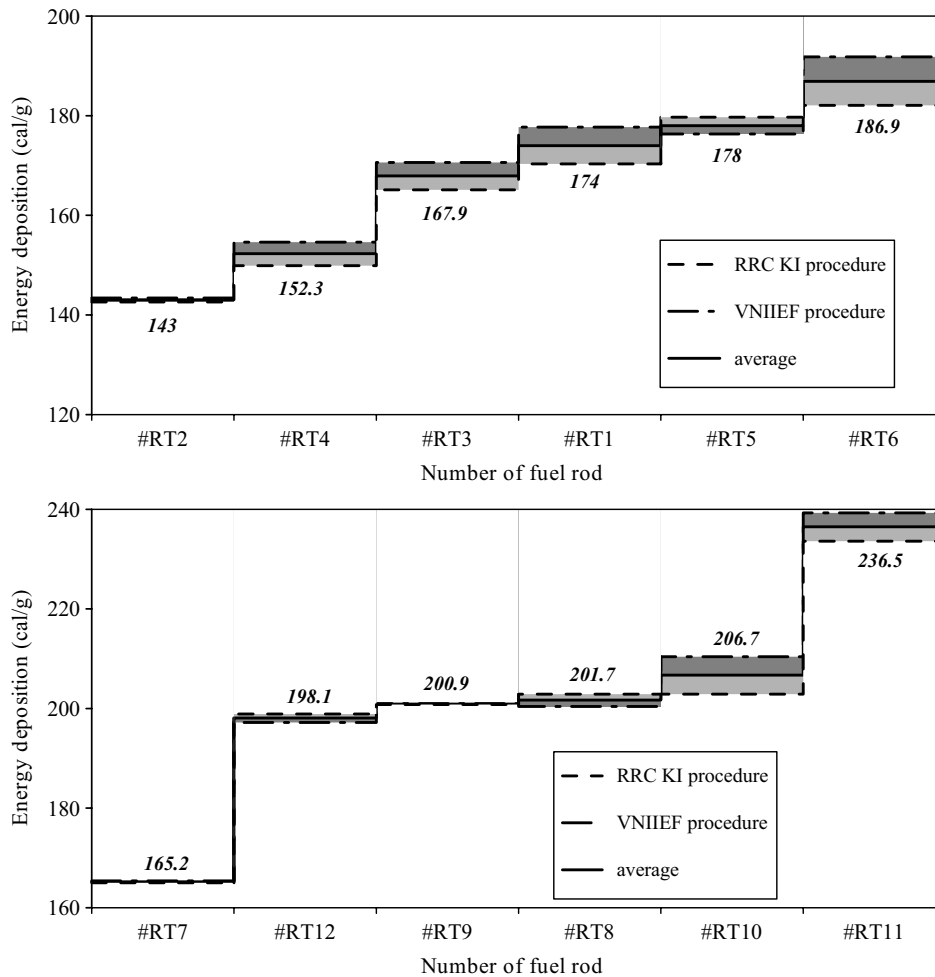 200
180
160
140
120
Energy deposition (cal/g)
143
152.3
167.9
174
178
186.9
RRC KI procedure
VNIIEF procedure
average
#RT2 #RT4 #RT3 #RT1 #RT5 #RT6
Number of fuel rod
240
220
200
180
160
Energy deposition (cal/g)
165.2
198.1
200.9
201.7
206.7
236.5
RRC KI procedure
VNIIEF procedure
average
#RT7 #RT12 #RT9 #RT8 #RT10 #RT11
Number of fuel rod